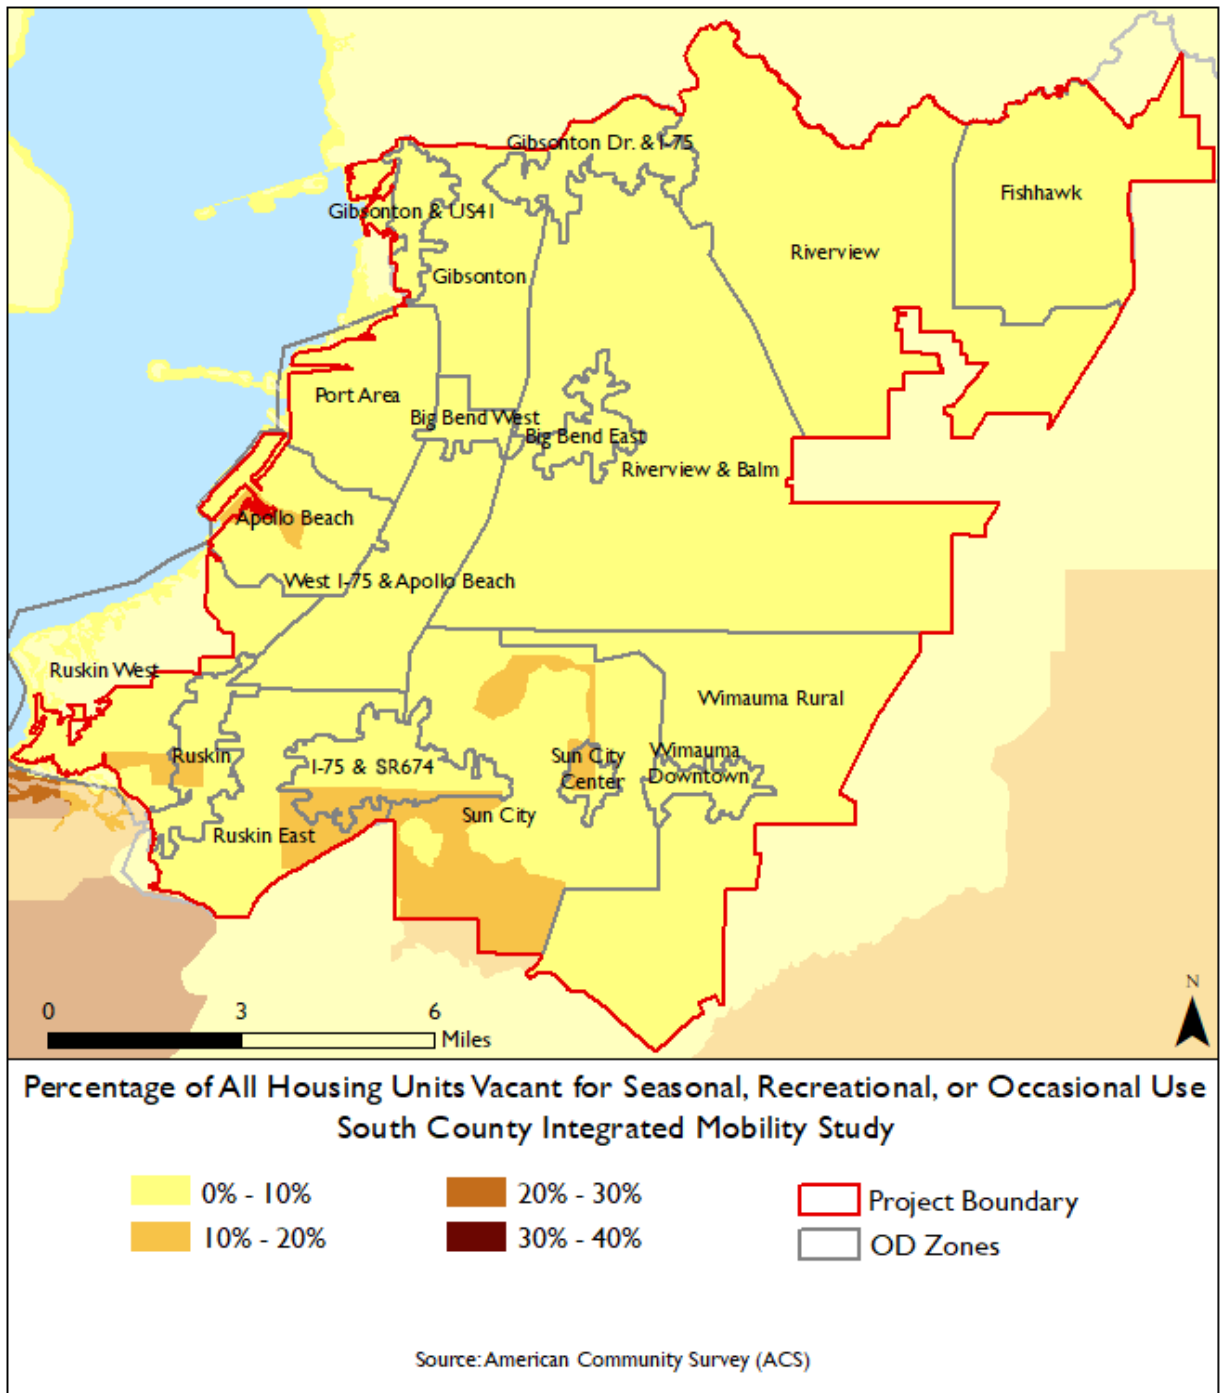 Gibsonton Dr. & I-75
Fishhawk
Gibsonton & US41
Riverview
Gibsonton
Port Area
Big Bend West
Big Bend East
Riverview & Balm
Apollo Beach
West I-75 & Apollo Beach
Ruskin West
Wimauma Rural
Ruskin
I-75 & SR674
Sun City
Center
Wimauma
Downtown
Sun City
Ruskin East
0 3 6
Miles
N
Percentage of All Housing Units Vacant for Seasonal, Recreational, or Occasional Use
South County Integrated Mobility Study
0% - 10%
20% - 30%
Project Boundary
10% - 20%
30% - 40%
OD Zones
Source: American Community Survey (ACS)